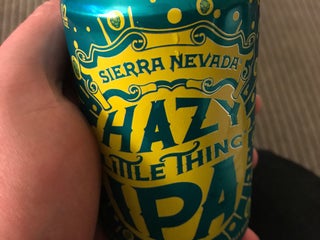 SIERRA NEVADA
HAZY
LITTLE THING
IPA